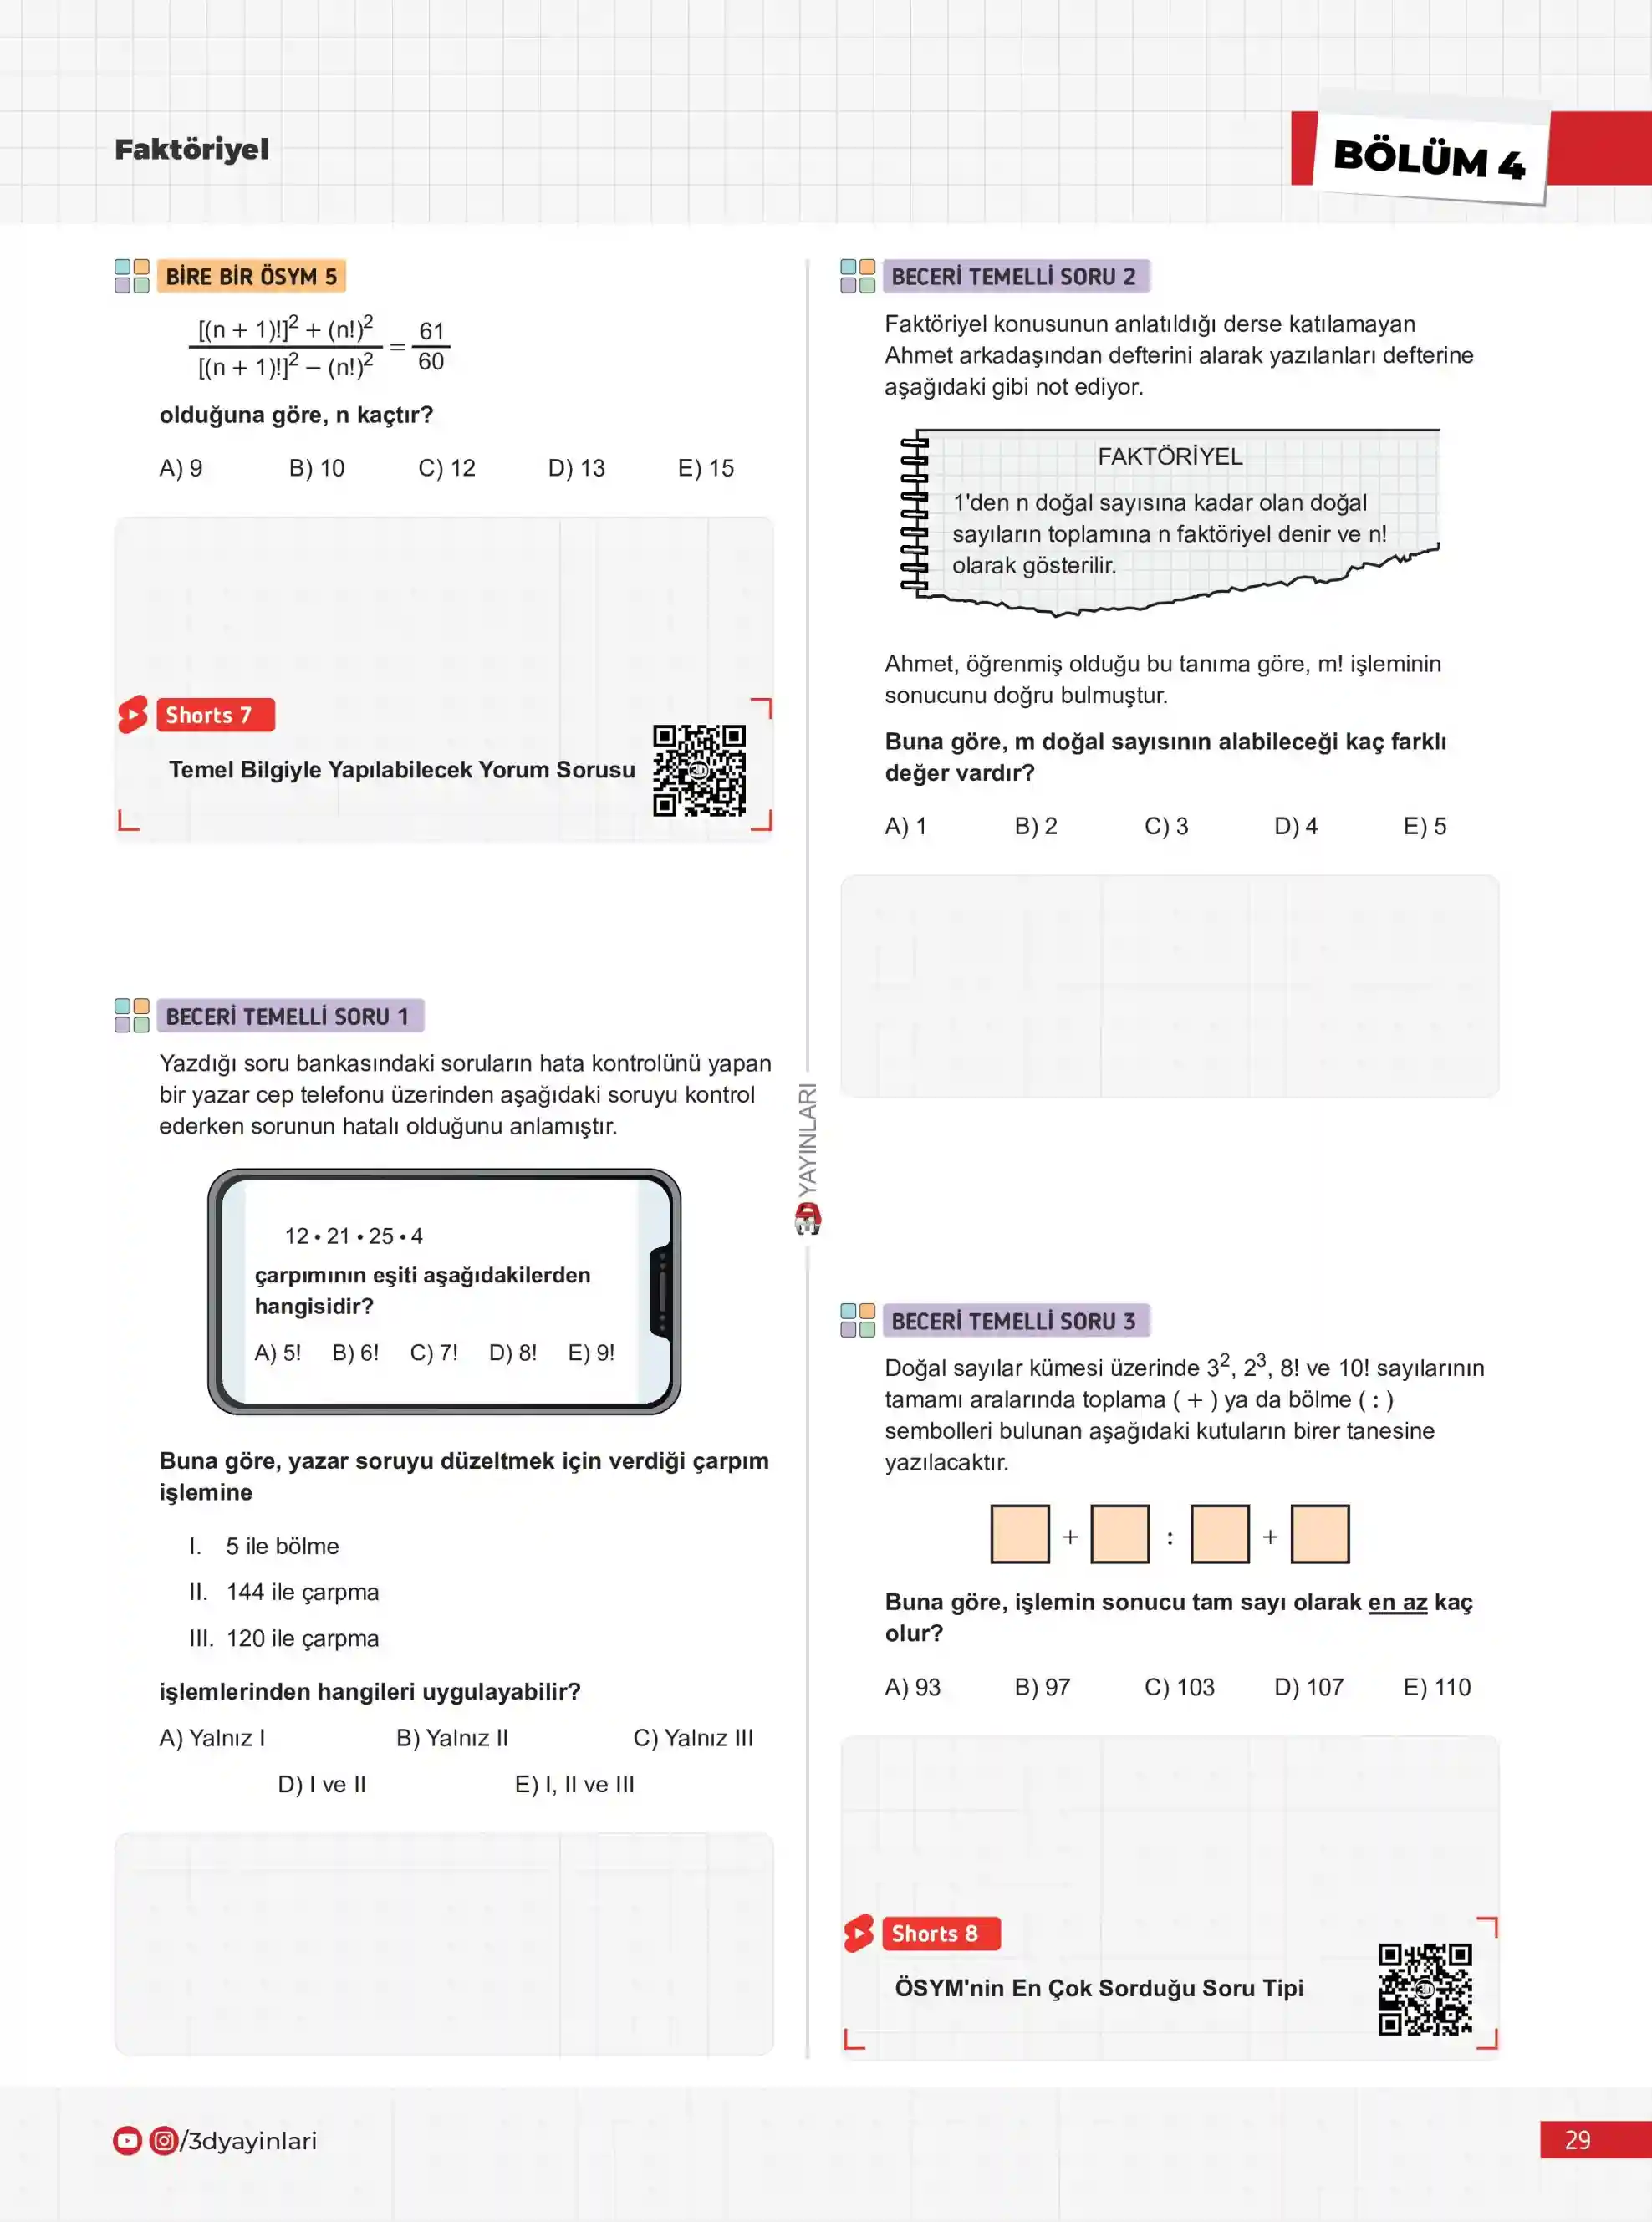 Faktöriyel
BÖLÜM 4
BİRE BİR ÖSYM 5
[(n + 1)!]² + (n!)²
[(n + 1)!]² – (n!)²
=
61
60
olduğuna göre, n kaçtır?
A) 9 B) 10 C) 12 D) 13 E) 15
Shorts 7
Temel Bilgiyle Yapılabilecek Yorum Sorusu
BECERİ TEMELLİ SORU 1
Yazdığı soru bankasındaki soruların hata kontrolünü yapan
bir yazar cep telefonu üzerinden aşağıdaki soruyu kontrol
ederken sorunun hatalı olduğunu anlamıştır.
12 • 21 • 25 • 4
çarpımının eşiti aşağıdakilerden
hangisidir?
A) 5! B) 6! C) 7! D) 8! E) 9!
Buna göre, yazar soruyu düzeltmek için verdiği çarpım
işlemine
I. 5 ile bölme
II. 144 ile çarpma
III. 120 ile çarpma
işlemlerinden hangileri uygulayabilir?
A) Yalnız I B) Yalnız II C) Yalnız III
D) I ve II E) I, II ve III
YAYINLARI
BECERİ TEMELLİ SORU 2
Faktöriyel konusunun anlatıldığı derse katılamayan
Ahmet arkadaşından defterini alarak yazılanları defterine
aşağıdaki gibi not ediyor.
FAKTÖRİYEL
1'den n doğal sayısına kadar olan doğal
sayıların toplamına n faktöriyel denir ve n!
olarak gösterilir.
Ahmet, öğrenmiş olduğu bu tanıma göre, m! işleminin
sonucunu doğru bulmuştur.
Buna göre, m doğal sayısının alabileceği kaç farklı
değer vardır?
A) 1 B) 2 C) 3 D) 4 E) 5
BECERİ TEMELLİ SORU 3
Doğal sayılar kümesi üzerinde 3², 2³, 8! ve 10! sayılarının
tamamı aralarında toplama ( + ) ya da bölme ( : )
sembolleri bulunan aşağıdaki kutuların birer tanesine
yazılacaktır.
+ : +
Buna göre, işlemin sonucu tam sayı olarak en az kaç
olur?
A) 93 B) 97 C) 103 D) 107 E) 110
Shorts 8
ÖSYM'nin En Çok Sorduğu Soru Tipi
/3dyayinlari
29